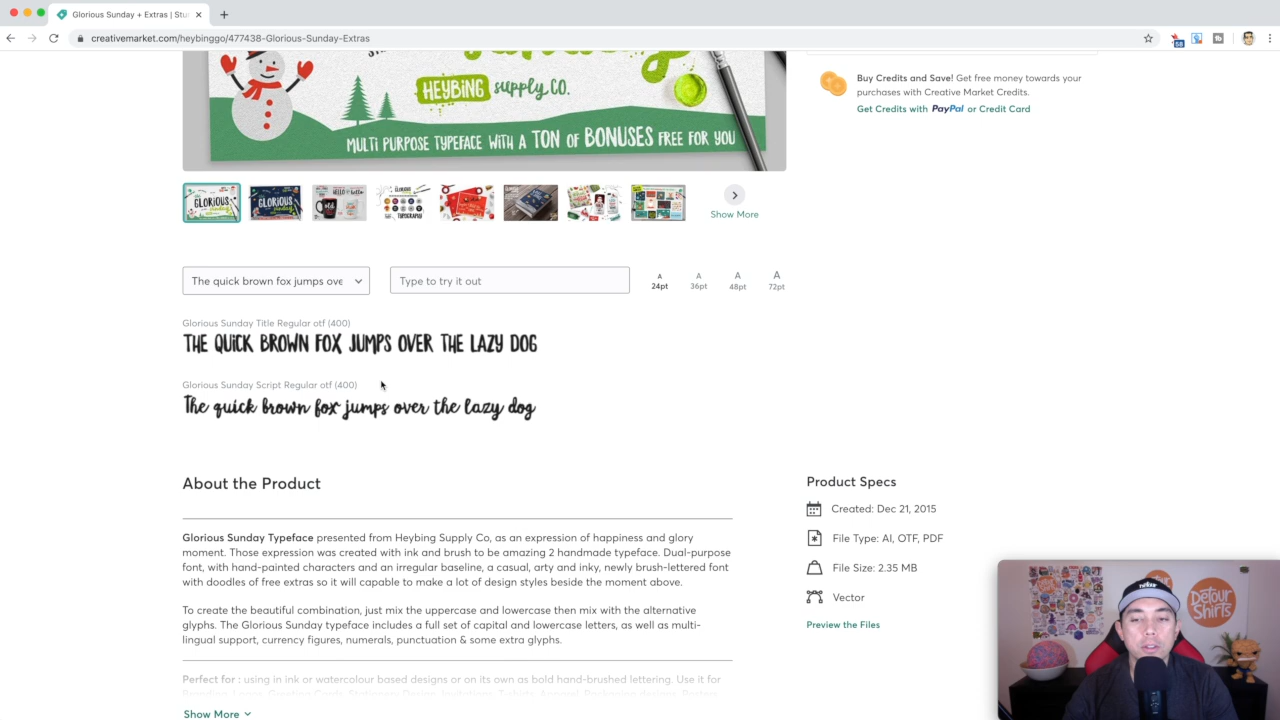 Glorious Sunday + Extras | Stu
creativemarket.com/heybinggo/477438-Glorious-Sunday-Extras
HEYBING supply CO.
MULTI PURPOSE TYPEFACE WITH A TON OF BONUSES FREE FOR YOU
Buy Credits and Save! Get free money towards your
purchases with Creative Market Credits.
Get Credits with PayPal or Credit Card
GLORIOUS
GLORIOUS
HELLO
hello
old
GLORIOUS
TYPOGRAPHY
Show More
The quick brown fox jumps ove
Type to try it out
A
24pt
A
36pt
A
48pt
A
72pt
Glorious Sunday Title Regular otf (400)
THE QUICK BROWN FOX JUMPS OVER THE LAZY DOG
Glorious Sunday Script Regular otf (400)
The quick brown fox jumps over the lazy dog
About the Product
Glorious Sunday Typeface presented from Heybing Supply Co, as an expression of happiness and glory
moment. Those expression was created with ink and brush to be amazing 2 handmade typeface. Dual-purpose
font, with hand-painted characters and an irregular baseline, a casual, arty and inky, newly brush-lettered font
with doodles of free extras so it will capable to make a lot of design styles beside the moment above.
To create the beautiful combination, just mix the uppercase and lowercase then mix with the alternative
glyphs. The Glorious Sunday typeface includes a full set of capital and lowercase letters, as well as multi-
lingual support, currency figures, numerals, punctuation & some extra glyphs.
Perfect for : using in ink or watercolour based designs or on its own as bold hand-brushed lettering. Use it for
Show More
Product Specs
Created: Dec 21, 2015
File Type: AI, OTF, PDF
File Size: 2.35 MB
Vector
Preview the Files
DETOUR
DETOUR
SHIRTS